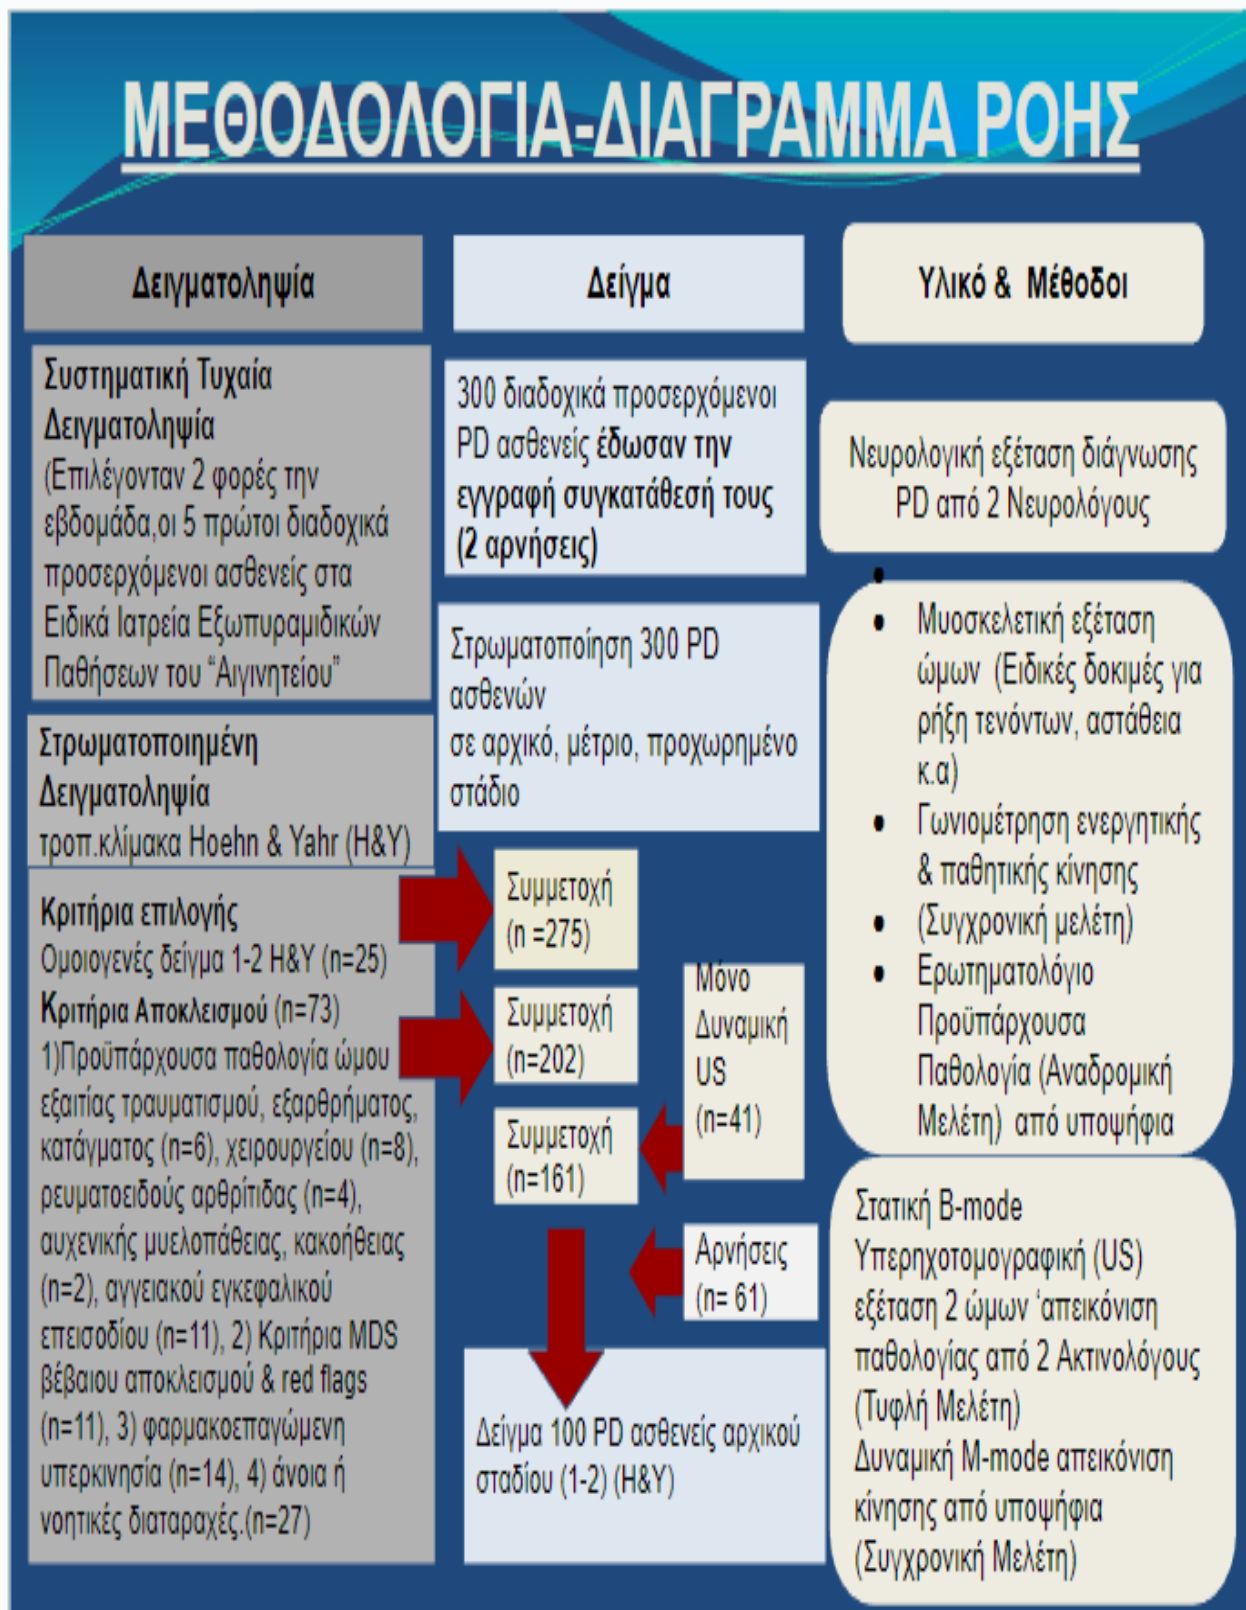 ΜΕΘΟΔΟΛΟΓΙΑ-ΔΙΑΓΡΑΜΜΑ ΡΟΗΣ
Δειγματοληψία
Συστηματική Τυχαία
Δειγματοληψία
(Επιλέγονταν 2 φορές την
εβδομάδα,οι 5 πρώτοι διαδοχικά
προσερχόμενοι ασθενείς στα
Ειδικά Ιατρεία Εξωπυραμιδικών
Παθήσεων του “Αιγινητείου”
Στρωματοποιημένη
Δειγματοληψία
τροπ.κλίμακα Hoehn & Yahr (H&Y)
Κριτήρια επιλογής
Ομοιογενές δείγμα 1-2 H&Y (n=25)
Κριτήρια Αποκλεισμού (n=73)
1)Προϋπάρχουσα παθολογία ώμου
εξαιτίας τραυματισμού, εξαρθρήματος,
κατάγματος (n=6), χειρουργείου (n=8),
ρευματοειδούς αρθρίτιδας (n=4),
αυχενικής μυελοπάθειας, κακοήθειας
(n=2), αγγειακού εγκεφαλικού
επεισοδίου (n=11), 2) Κριτήρια MDS
βέβαιου αποκλεισμού & red flags
(n=11), 3) φαρμακοεπαγώμενη
υπερκινησία (n=14), 4) άνοια ή
νοητικές διαταραχές.(n=27)
Δείγμα
300 διαδοχικά προσερχόμενοι
PD ασθενείς έδωσαν την
εγγραφή συγκατάθεσή τους
(2 αρνήσεις)
Στρωματοποίηση 300 PD
ασθενών
σε αρχικό, μέτριο, προχωρημένο
στάδιο
Συμμετοχή
(n =275)
Συμμετοχή
(n=202)
Συμμετοχή
(n=161)
Μόνο
Δυναμική
US
(n=41)
Αρνήσεις
(n= 61)
Δείγμα 100 PD ασθενείς αρχικού
σταδίου (1-2) (H&Y)
Υλικό & Μέθοδοι
Νευρολογική εξέταση διάγνωσης
PD από 2 Νευρολόγους
•
• Μυοσκελετική εξέταση
ώμων (Ειδικές δοκιμές για
ρήξη τενόντων, αστάθεια
κ.α)
• Γωνιομέτρηση ενεργητικής
& παθητικής κίνησης
• (Συγχρονική μελέτη)
• Ερωτηματολόγιο
Προϋπάρχουσα
Παθολογία (Αναδρομική
Μελέτη) από υποψήφια
Στατική B-mode
Υπερηχοτομογραφική (US)
εξέταση 2 ώμων ‘απεικόνιση
παθολογίας από 2 Ακτινολόγους
(Τυφλή Μελέτη)
Δυναμική M-mode απεικόνιση
κίνησης από υποψήφια
(Συγχρονική Μελέτη)